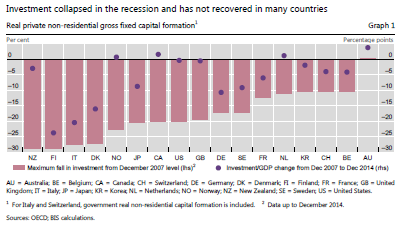 Investment collapsed in the recession and has not recovered in many countries
Real private non-residential gross fixed capital formation¹ Graph 1
Per cent Percentage points
0 0
–5 –5
–10 –10
–15 –15
–20 –20
–25 –25
–30 –30
NZ FI IT DK NO JP CA US GB DE SE FR NL KR CH BE AU
Maximum fall in investment from December 2007 level (lhs)² Investment/GDP change from Dec 2007 to Dec 2014 (rhs)
AU = Australia; BE = Belgium; CA = Canada; CH = Switzerland; DE = Germany; DK = Denmark; FI = Finland; FR = France; GB = United
Kingdom; IT = Italy; JP = Japan; KR = Korea; NL = Netherlands; NO = Norway; NZ = New Zealand; SE = Sweden; US = United States.
¹ For Italy and Switzerland, government real non-residential capital formation is included. ² Data up to December 2014.
Sources: OECD; BIS calculations.